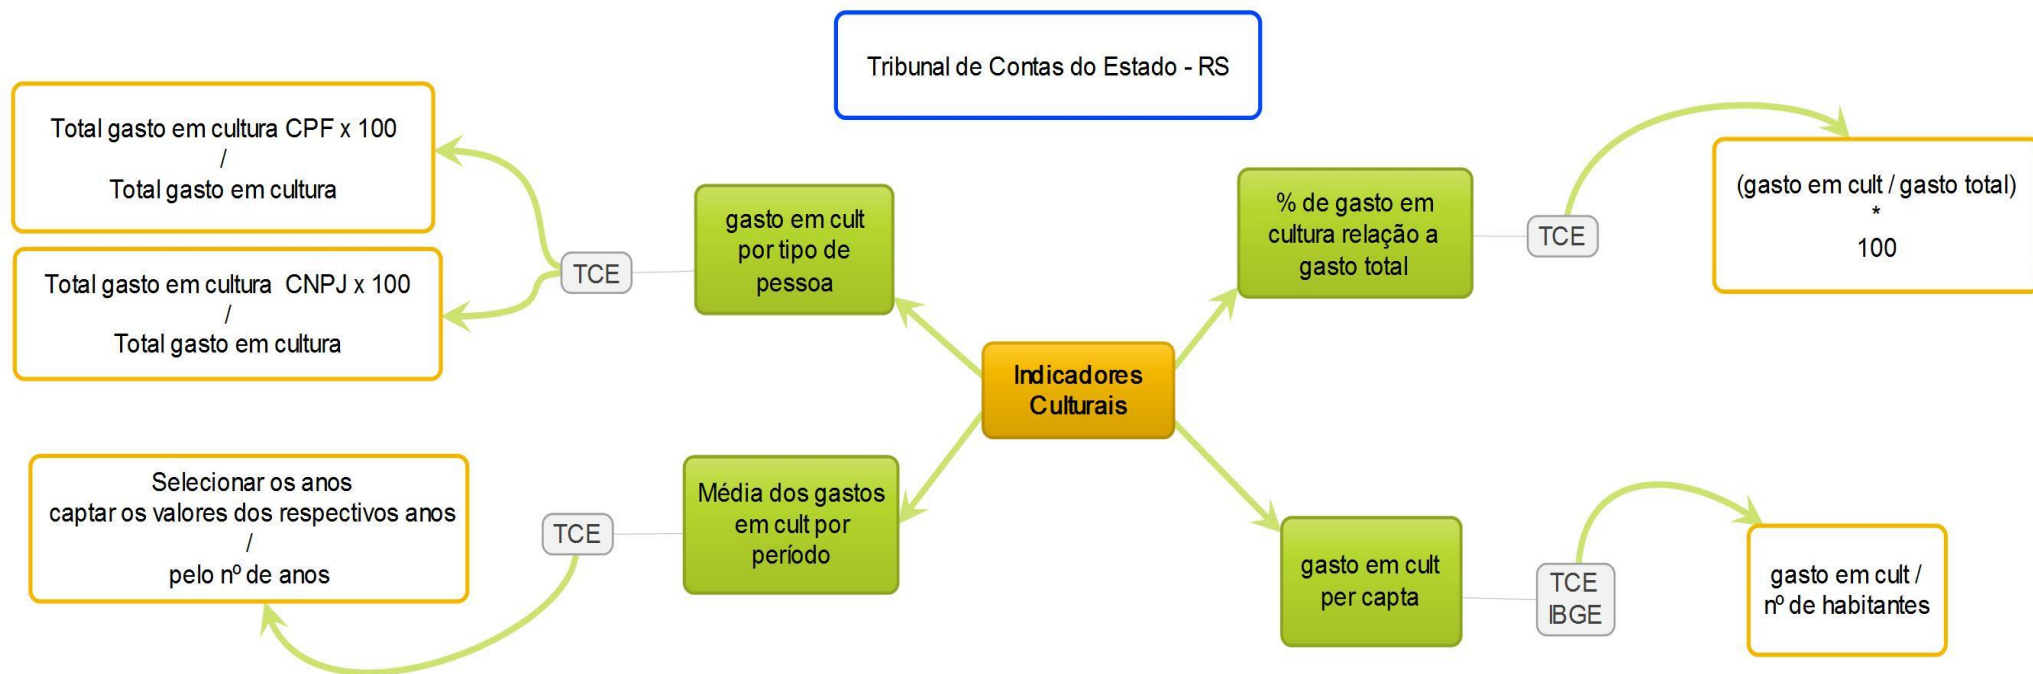 Tribunal de Contas do Estado - RS
Total gasto em cultura CPF x 100
/
Total gasto em cultura
Total gasto em cultura  CNPJ x 100
/
Total gasto em cultura
TCE
gasto em cult
por tipo de
pessoa
% de gasto em
cultura relação a
gasto total
TCE
(gasto em cult / gasto total)
*
100
Indicadores
Culturais
Selecionar os anos
captar os valores dos respectivos anos
/
pelo nº de anos
TCE
Média dos gastos
em cult por
período
gasto em cult
per capta
TCE
IBGE
gasto em cult /
nº de habitantes